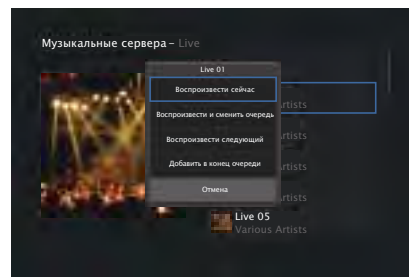 Музыкальные сервера – Live
Live 01
Воспроизвести сейчас
Artists
Воспроизвести и сменить очередь
Artists
Воспроизвести следующий
Artists
Добавить в конец очереди
Artists
Отмена
Live 05
Various Artists